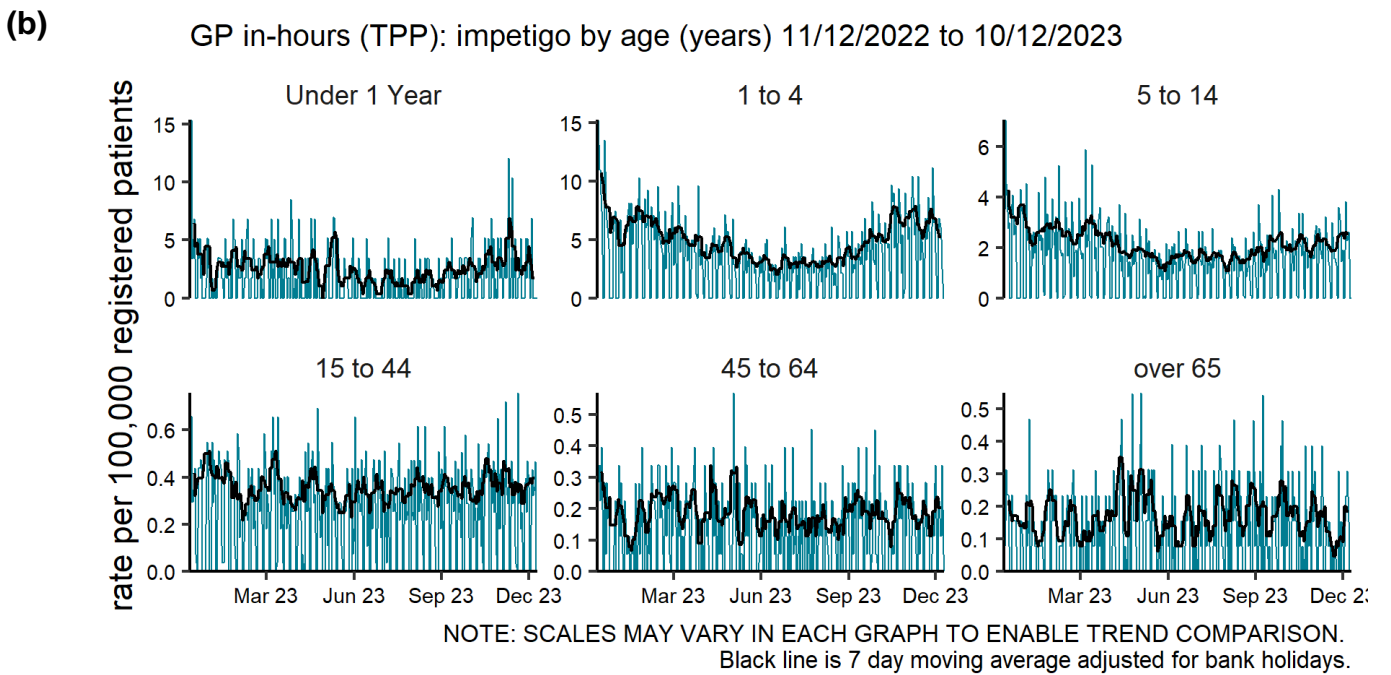 (b)
GP in-hours (TPP): impetigo by age (years) 11/12/2022 to 10/12/2023
rate per 100,000 registered patients
Under 1 Year
15
10
5
0
1 to 4
15
10
5
0
5 to 14
6
4
2
0
15 to 44
0.6
0.4
0.2
0.0
Mar 23 Jun 23 Sep 23 Dec 23
45 to 64
0.5
0.4
0.3
0.2
0.1
0.0
Mar 23 Jun 23 Sep 23 Dec 23
over 65
0.5
0.4
0.3
0.2
0.1
0.0
Mar 23 Jun 23 Sep 23 Dec 2
NOTE: SCALES MAY VARY IN EACH GRAPH TO ENABLE TREND COMPARISON.
Black line is 7 day moving average adjusted for bank holidays.